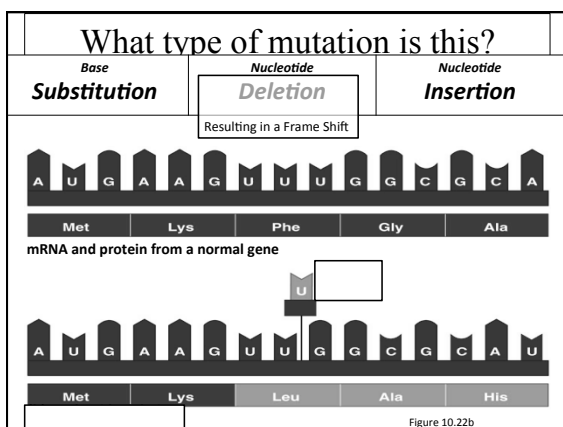 What type of mutation is this?
Base Nucleotide Nucleotide
Substitution Deletion Insertion
Resulting in a Frame Shift
A U G A A G U U U G G C G C A
Met Lys Phe Gly Ala
mRNA and protein from a normal gene
U
A U G A A G U U G G C G C A U
Met Lys Leu Ala His
Figure 10.22b